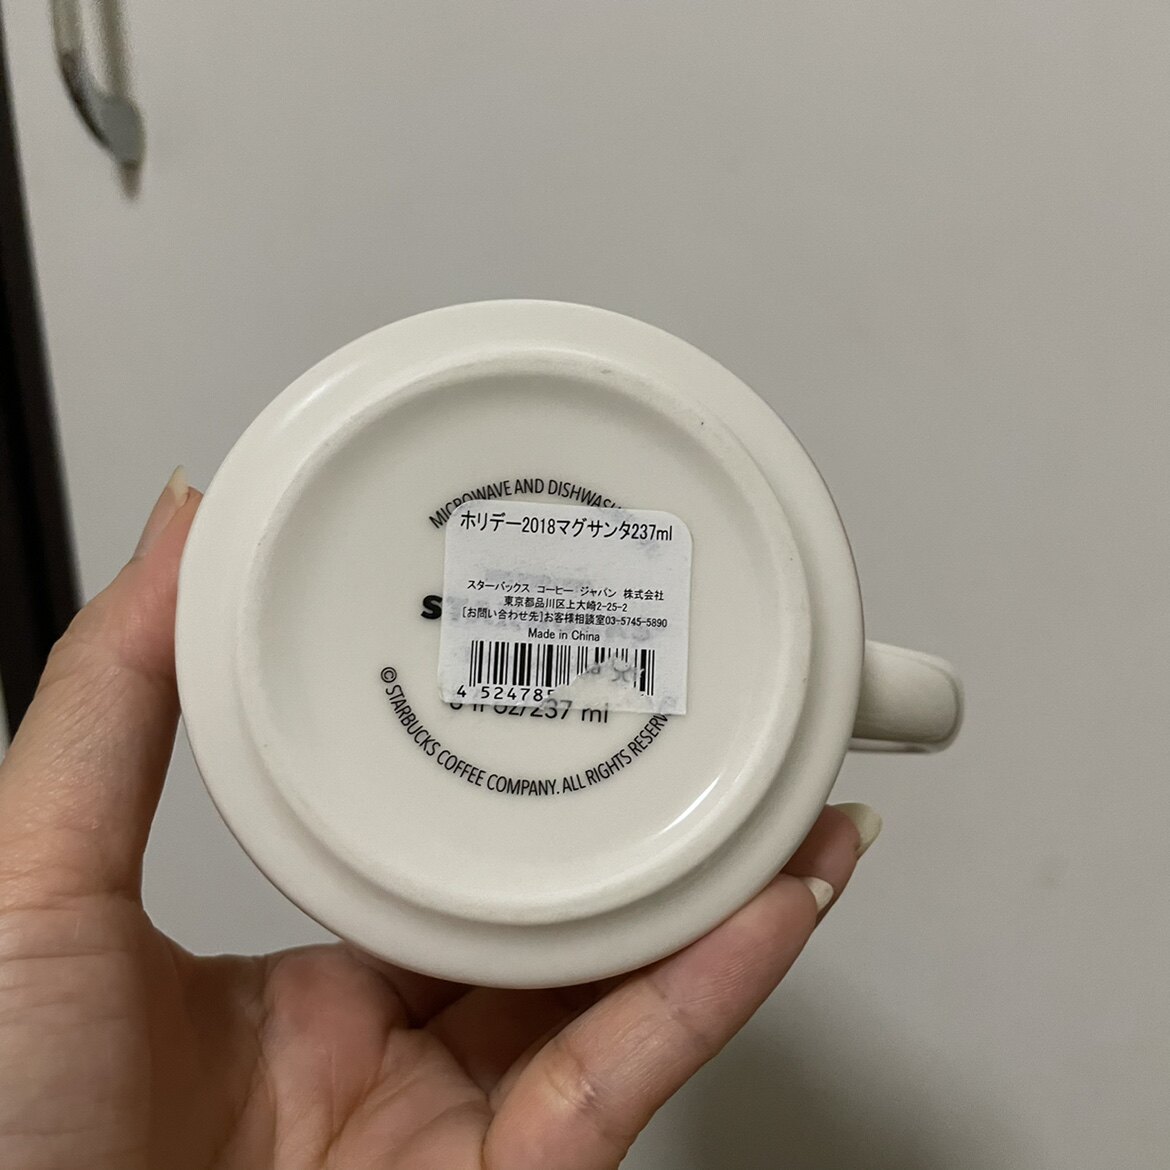 MICROWAVE AND
ホリデー2018マグサンタ237ml
スターバックス コーヒー ジャパン 株式会社
東京都品川区上大崎2-25-2
[お問い合わせ先]お客様相談室03-5745-5890
Made in China
4 524785
fl oz/237 ml
© STARBUCKS COFFEE COMPANY. ALL RIGHTS RESERV